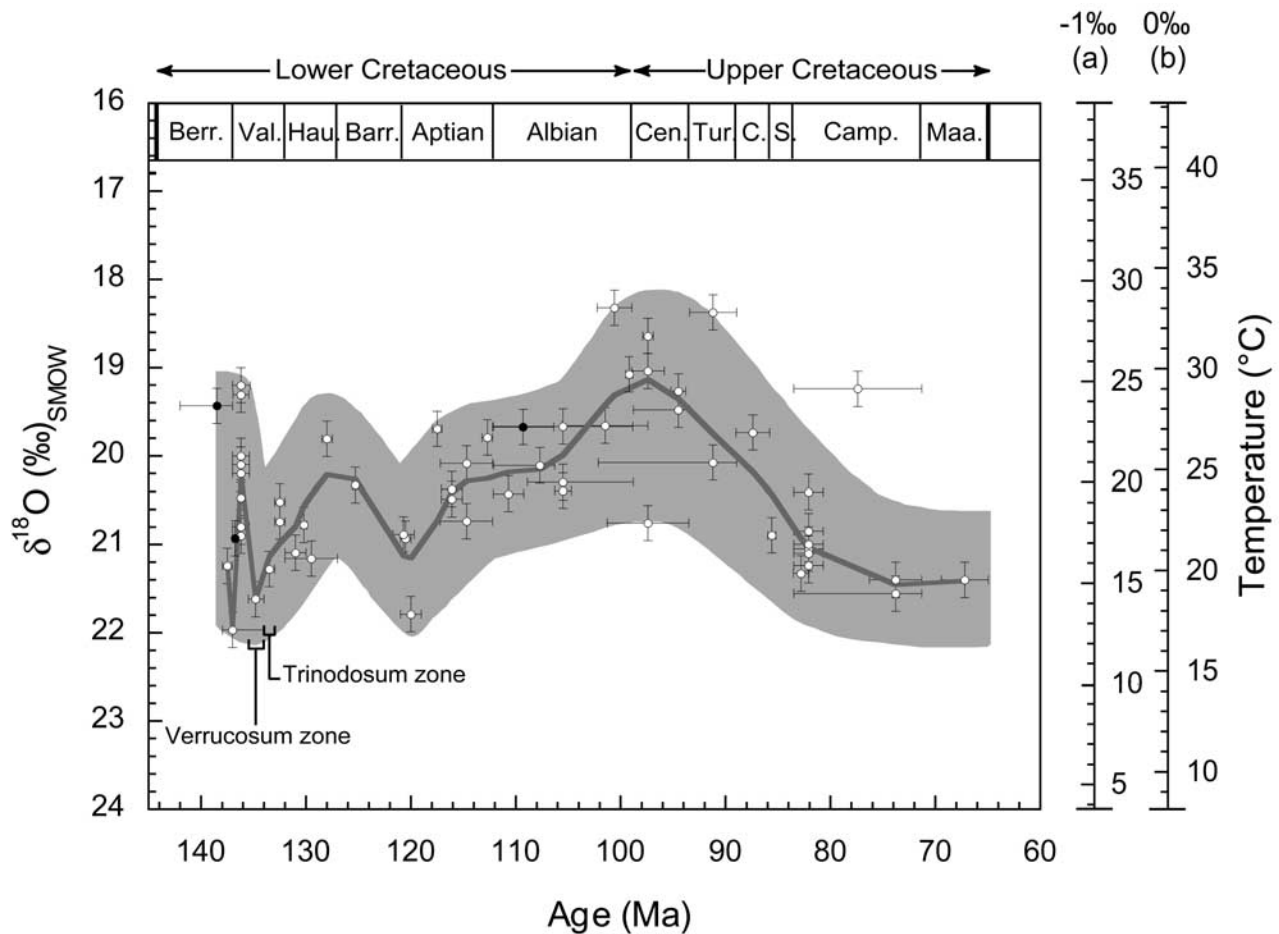 -1‰ 0‰
(a) (b)
Lower Cretaceous Upper Cretaceous
Berr. Val. Hau. Barr. Aptian Albian Cen. Tur. C. S. Camp. Maa.
16
17
18
19
20
21
22
23
24
δ¹⁸O (‰)SMOW
Trinodosum zone
Verrucosum zone
140 130 120 110 100 90 80 70 60
Age (Ma)
35
30
25
20
15
10
5
40
35
30
25
20
15
10
Temperature (°C)